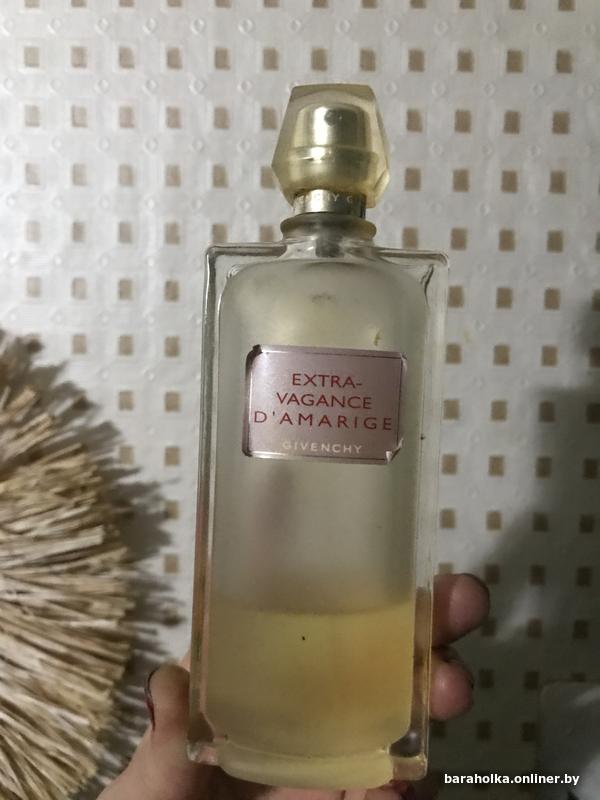 EXTRA-
VAGANCE
D'AMARIGE
GIVENCHY
baraholka.onliner.by